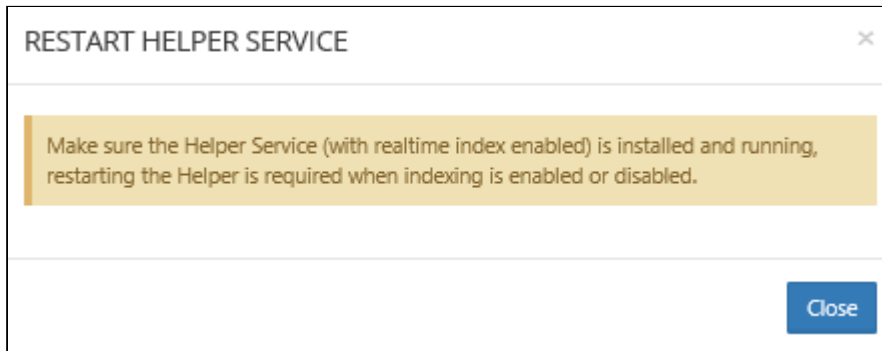 RESTART HELPER SERVICE
×
Make sure the Helper Service (with realtime index enabled) is installed and running,
restarting the Helper is required when indexing is enabled or disabled.
Close